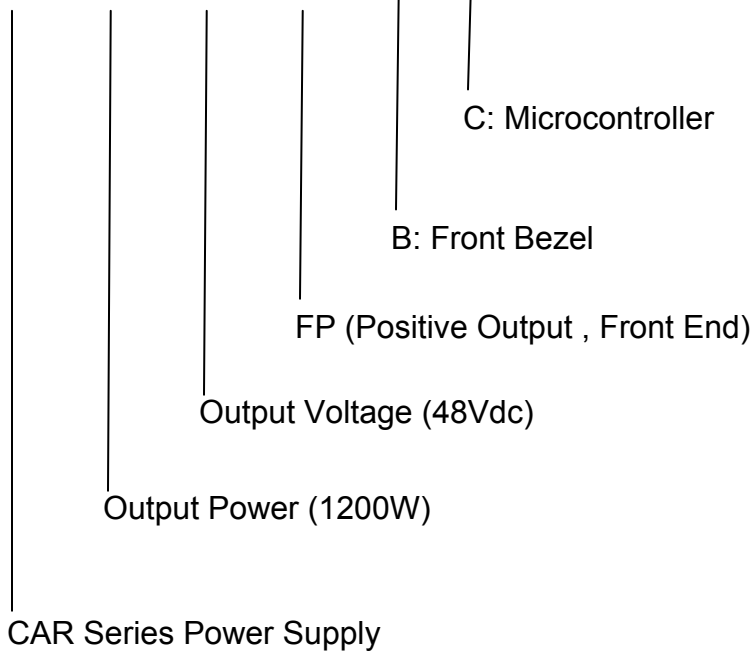 C: Microcontroller
B: Front Bezel
FP (Positive Output , Front End)
Output Voltage (48Vdc)
Output Power (1200W)
CAR Series Power Supply